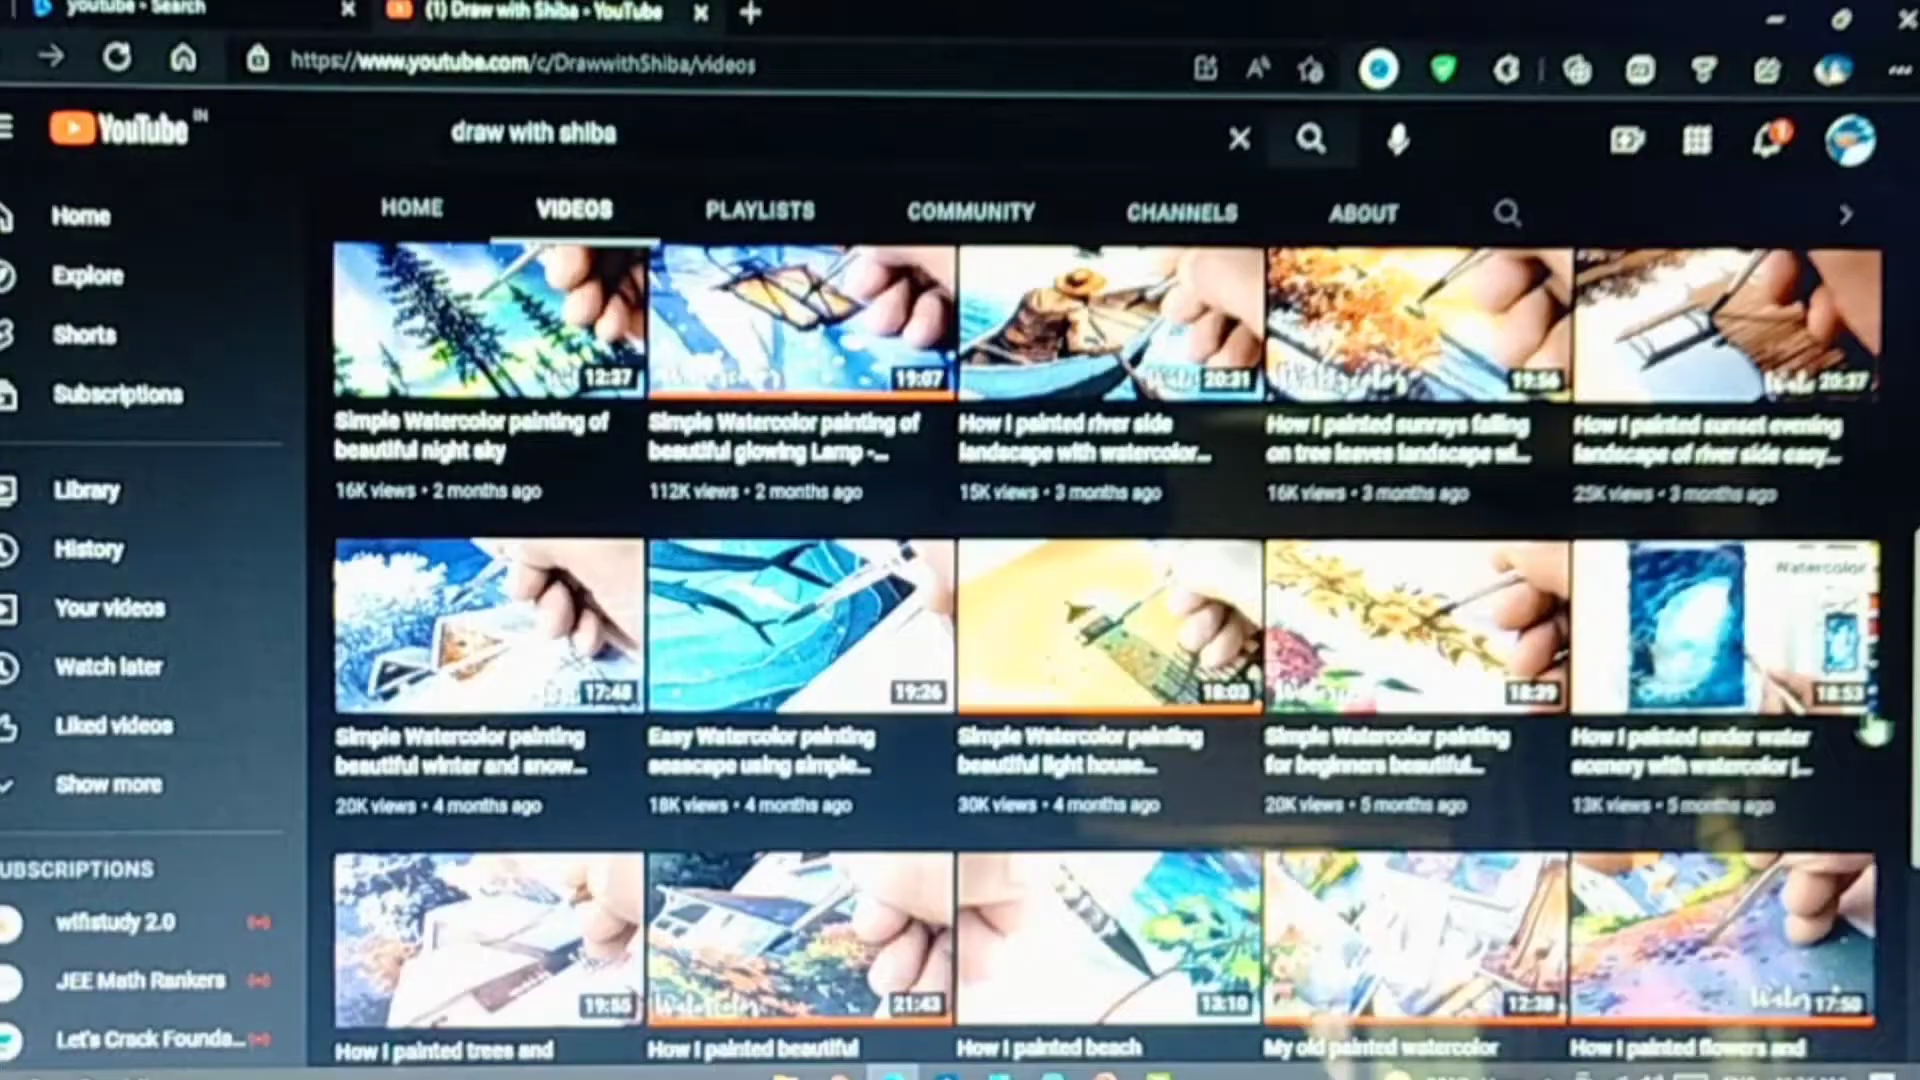 youtube - Search
(1) Draw with Shiba - YouTube
https://www.youtube.com/c/DrawwithShiba/videos
YouTube IN
draw with shiba
HOME VIDEOS PLAYLISTS COMMUNITY CHANNELS ABOUT
Home
Explore
Shorts
Subscriptions
Library
History
Your videos
Watch later
Liked videos
Show more
UBSCRIPTIONS
wifistudy 2.0
JEE Math Rankers
Let's Crack Founda...
12:37 19:07 20:31 19:56 20:37
Simple Watercolor painting of
beautiful night sky
16K views • 2 months ago
Simple Watercolor painting of
beautiful glowing Lamp -...
112K views • 2 months ago
How I painted river side
landscape with watercolor...
15K views • 3 months ago
How I painted sunrays falling
on tree leaves landscape wi...
16K views • 3 months ago
How I painted sunset evening
landscape of river side easy...
25K views • 3 months ago
Watercolor
17:48 19:26 18:03 18:39 18:53
Simple Watercolor painting
beautiful winter and snow...
20K views • 4 months ago
Easy Watercolor painting
seascape using simple...
18K views • 4 months ago
Simple Watercolor painting
beautiful light house...
30K views • 4 months ago
Simple Watercolor painting
for beginners beautiful...
20K views • 5 months ago
How I painted under water
scenery with watercolor |...
13K views • 5 months ago
Watercolor
19:55 21:43 13:10 12:38 17:50
How I painted trees and
How I painted beautiful
How I painted beach
My old painted watercolor
How I painted flowers and